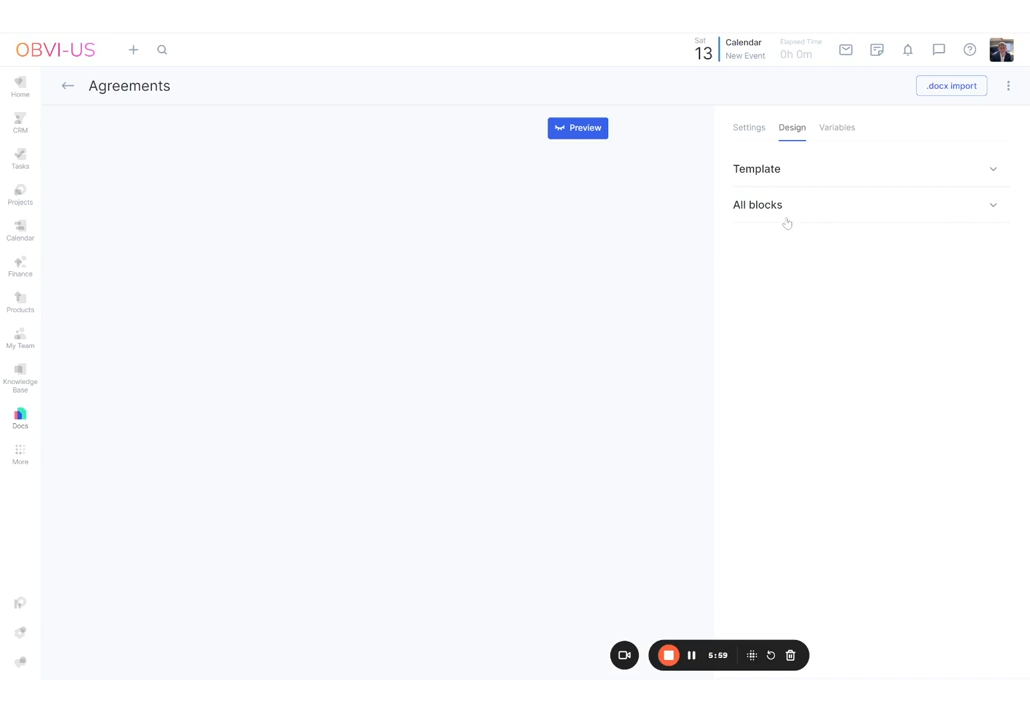 OBVI-US
Sat
13
Calendar
New Event
Elapsed Time
0h 0m
Home
CRM
Tasks
Projects
Calendar
Finance
Products
My Team
Knowledge
Base
Docs
More
Agreements
.docx import
Preview
Settings Design Variables
Template
All blocks
5:59